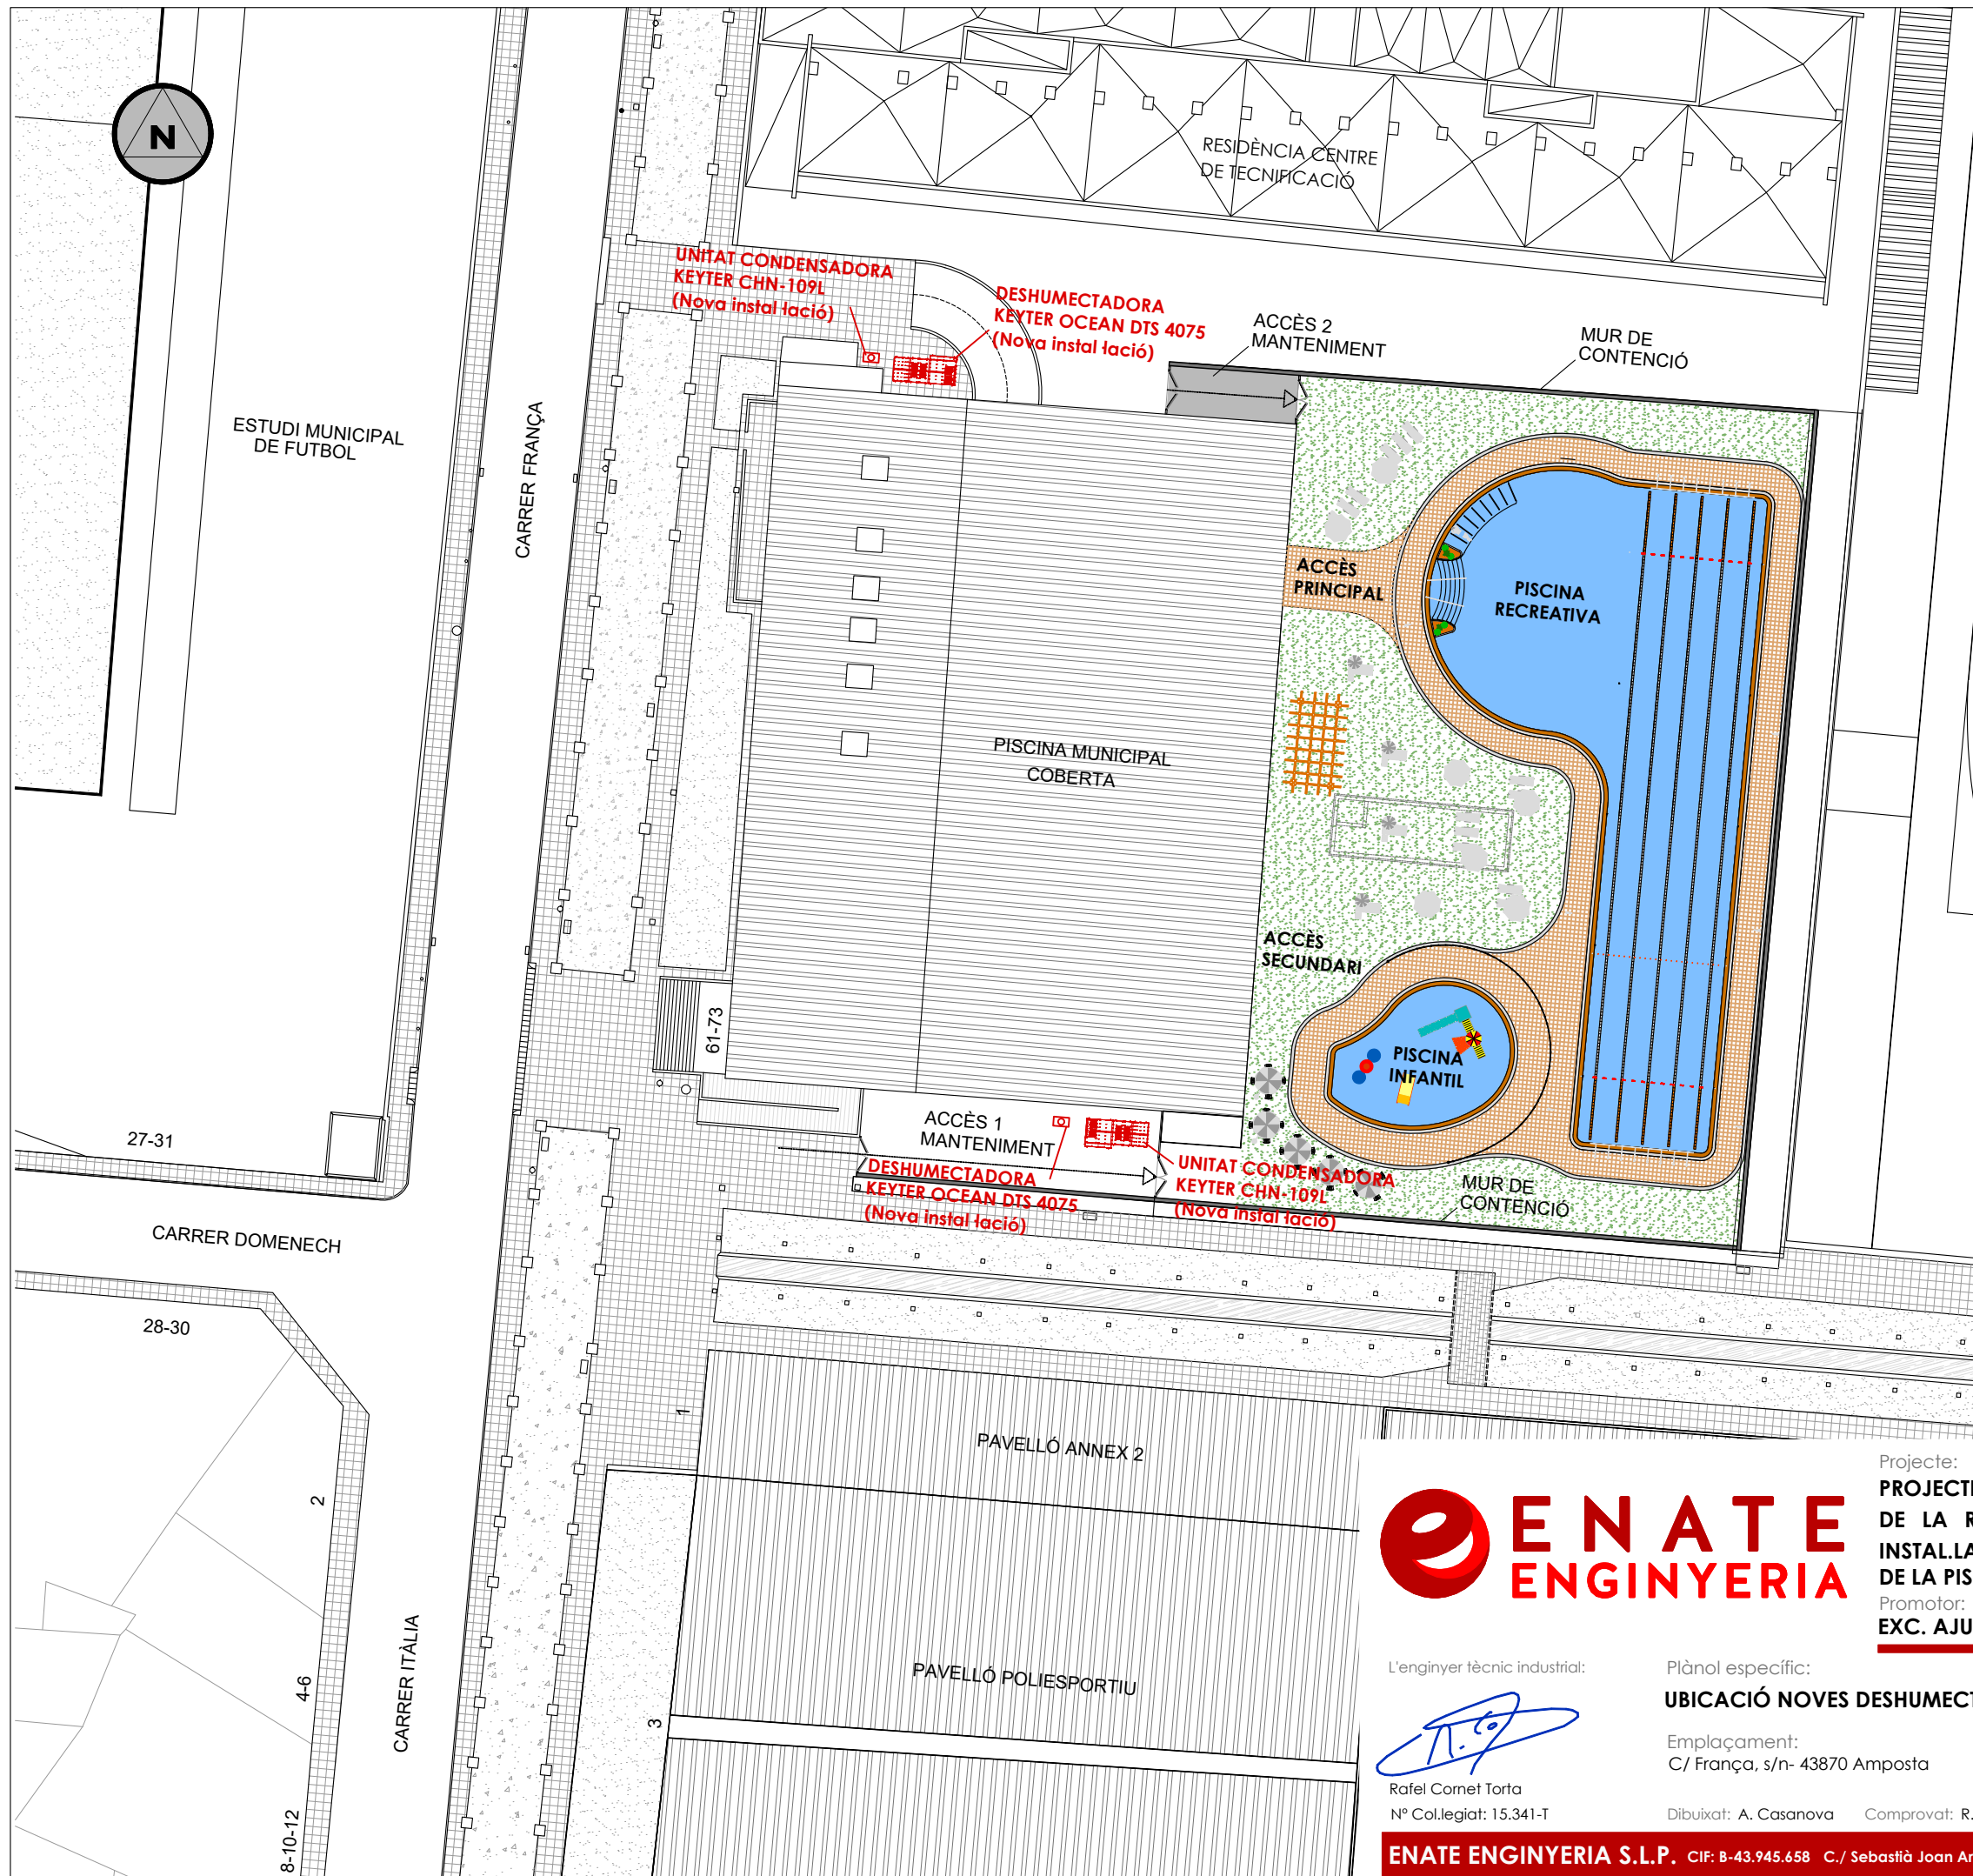 N
RESIDÈNCIA CENTRE
DE TECNIFICACIÓ
UNITAT CONDENSADORA
KEYTER CHN-109L
(Nova instal·lació)
DESHUMECTADORA
KEYTER OCEAN DTS 4075
(Nova instal·lació)
ACCÈS 2
MANTENIMENT
MUR DE
CONTENCIÓ
ESTUDI MUNICIPAL
DE FUTBOL
CARRER FRANÇA
ACCÈS
PRINCIPAL
PISCINA
RECREATIVA
PISCINA MUNICIPAL
COBERTA
ACCÈS
SECUNDARI
61-73
PISCINA
INFANTIL
ACCÈS 1
MANTENIMENT
27-31
DESHUMECTADORA
KEYTER OCEAN DTS 4075
(Nova instal·lació)
UNITAT CONDENSADORA
KEYTER CHN-109L
(Nova instal·lació)
MUR DE
CONTENCIÓ
CARRER DOMENECH
28-30
1
PAVELLÓ ANNEX 2
2
PAVELLÓ POLIESPORTIU
4-6
CARRER ITÀLIA
3
8-10-12
ENATE
ENGINYERIA
Projecte:
PROJECT
DE LA R
INSTAL.LA
DE LA PIS
Promotor:
EXC. AJU
L'enginyer tècnic industrial:
Rafel Cornet Torta
Nº Col.legiat: 15.341-T
Plànol específic:
UBICACIÓ NOVES DESHUMECT
Emplaçament:
C/ França, s/n- 43870 Amposta
Dibuixat: A. Casanova Comprovat: R.
ENATE ENGINYERIA S.L.P. CIF: B-43.945.658 C./ Sebastià Joan Ar